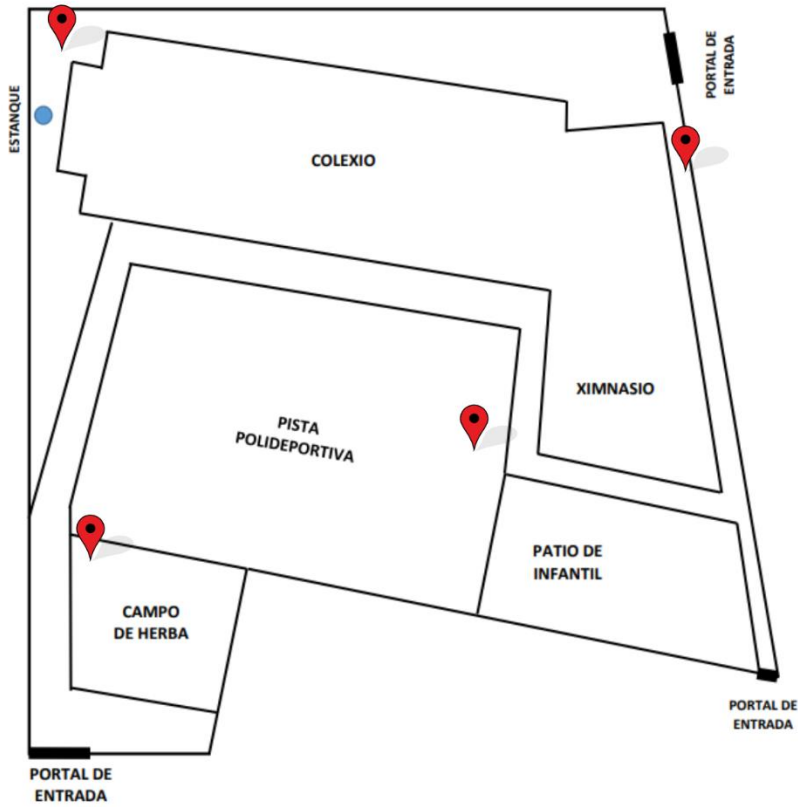 PORTAL DE
ENTRADA
ESTANQUE
COLEXIO
XIMNASIO
PISTA
POLIDEPORTIVA
PATIO DE
INFANTIL
CAMPO
DE HERBA
PORTAL DE
ENTRADA
PORTAL DE
ENTRADA